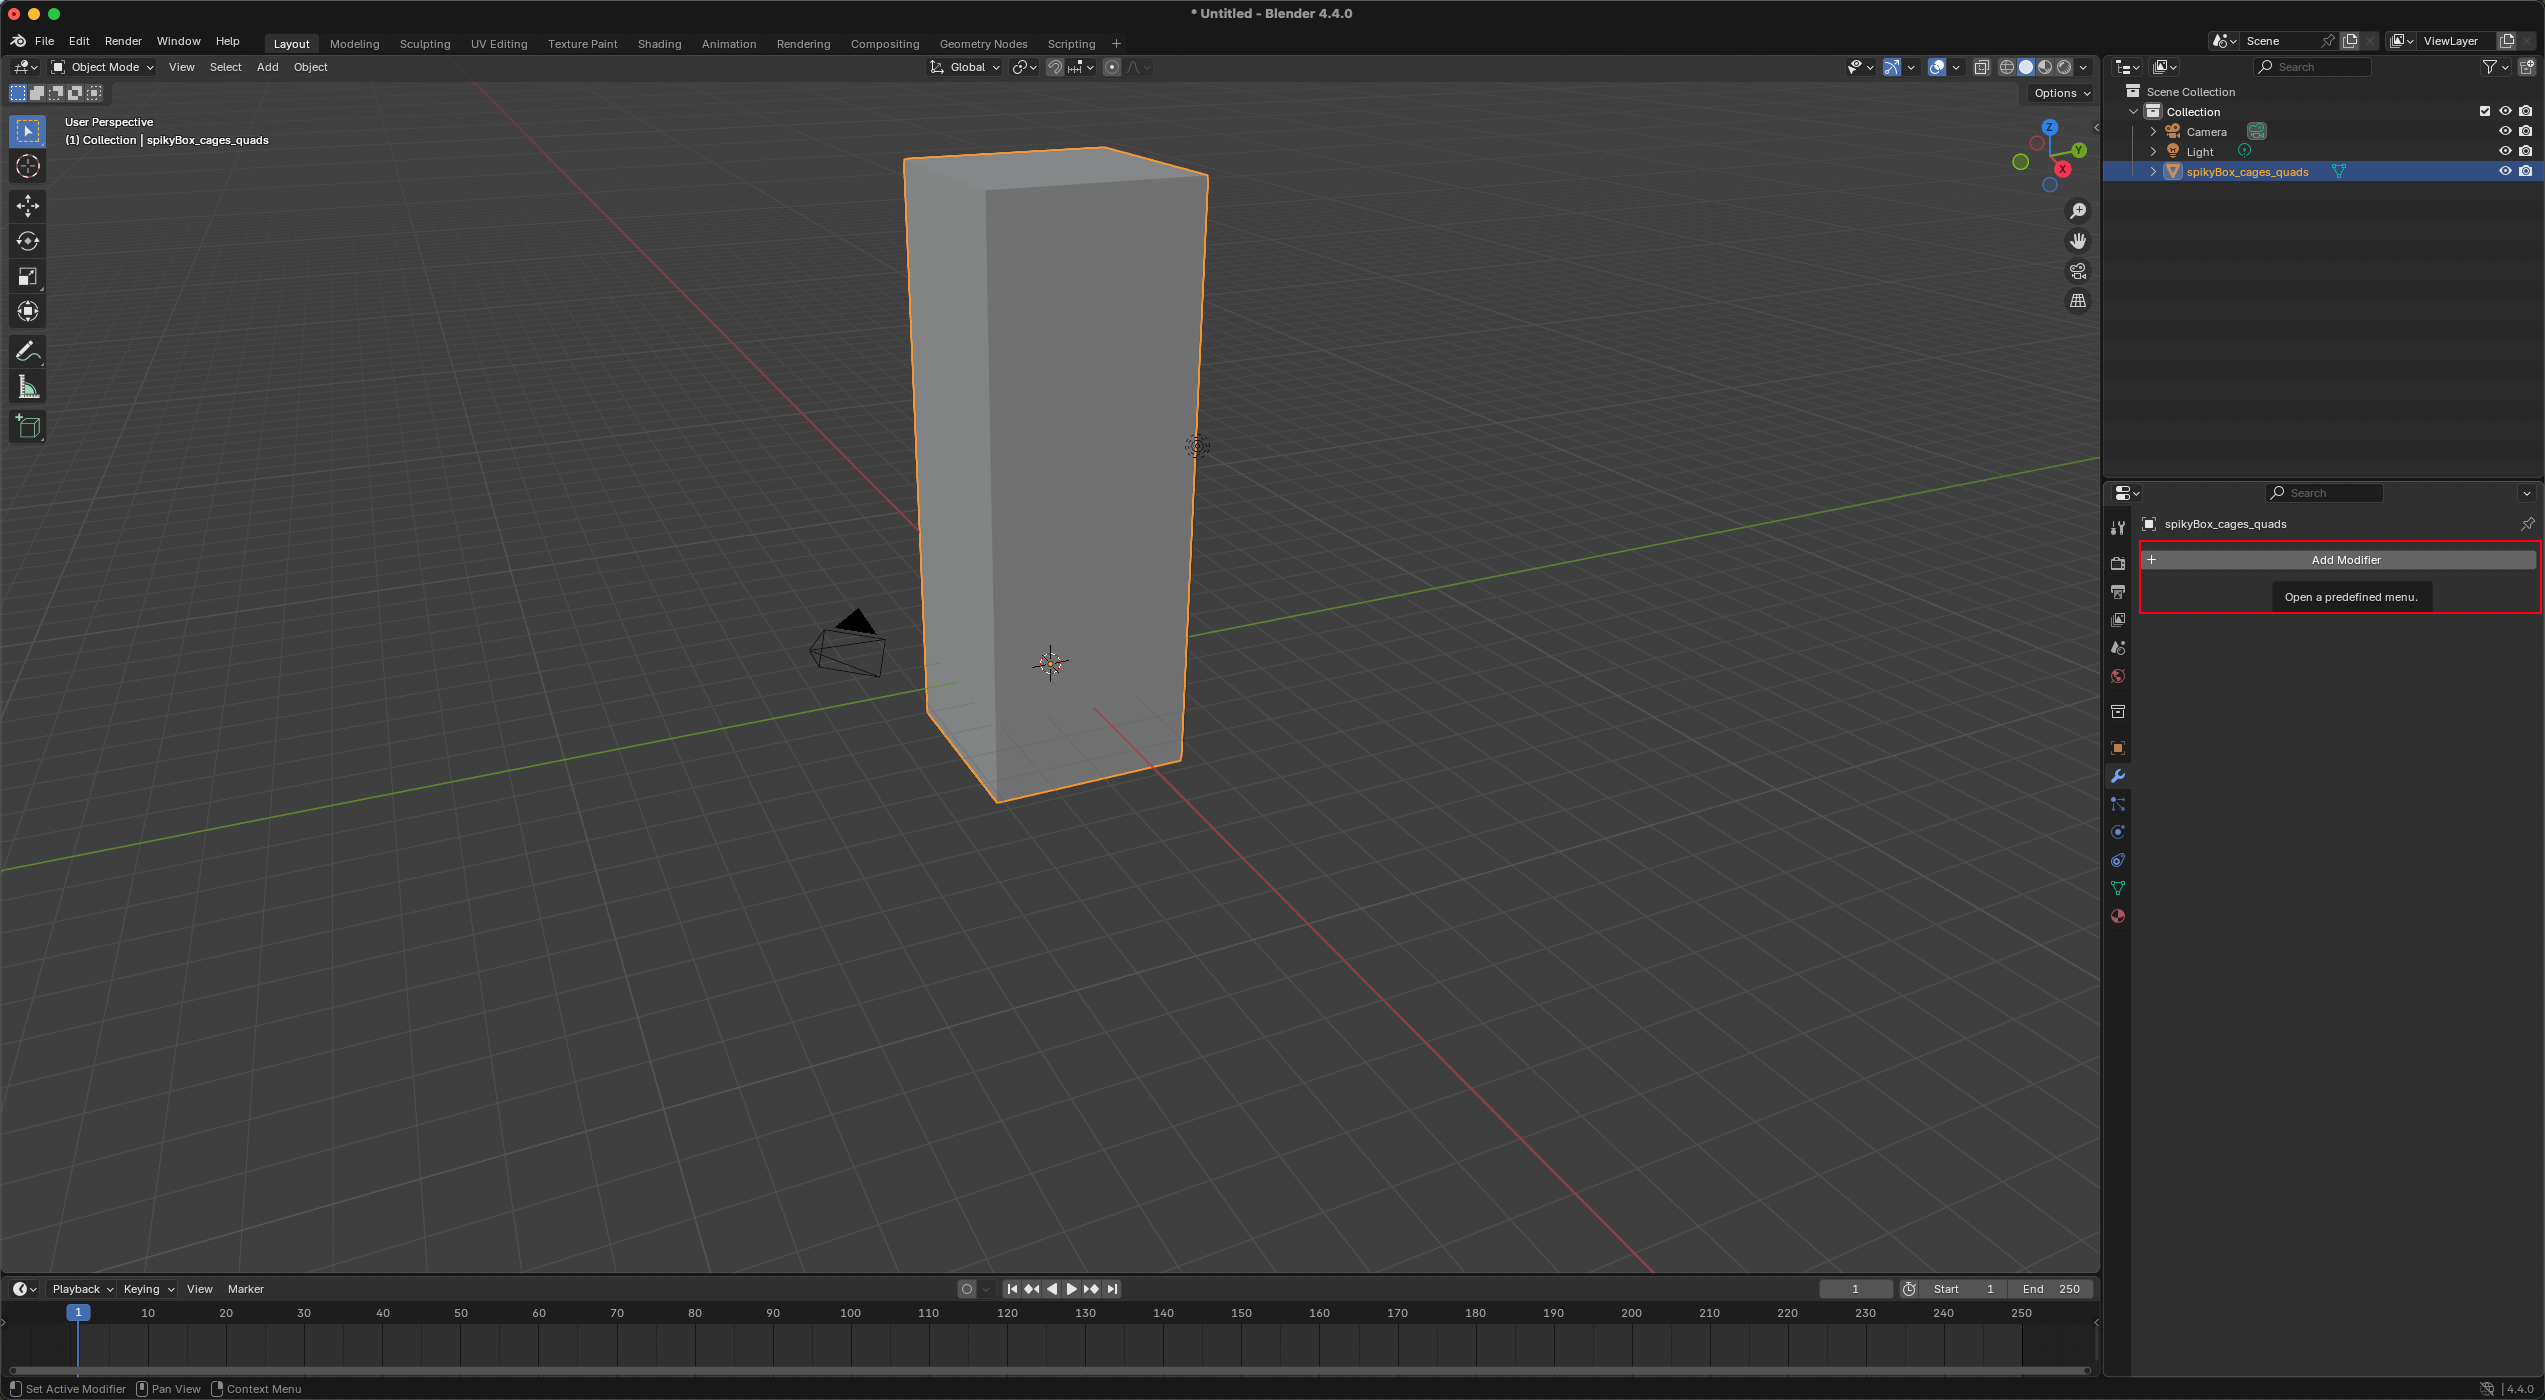 * Untitled - Blender 4.4.0
File Edit Render Window Help Layout Modeling Sculpting UV Editing Texture Paint Shading Animation Rendering Compositing Geometry Nodes Scripting + Scene ViewLayer
Object Mode View Select Add Object Global Search
Options
User Perspective
(1) Collection | spikyBox_cages_quads
Z
Y
X
Scene Collection
Collection
Camera
Light
spikyBox_cages_quads
Search
spikyBox_cages_quads
+ Add Modifier
Open a predefined menu.
Playback Keying View Marker 1 Start 1 End 250
1 10 20 30 40 50 60 70 80 90 100 110 120 130 140 150 160 170 180 190 200 210 220 230 240 250
Set Active Modifier Pan View Context Menu 4.4.0